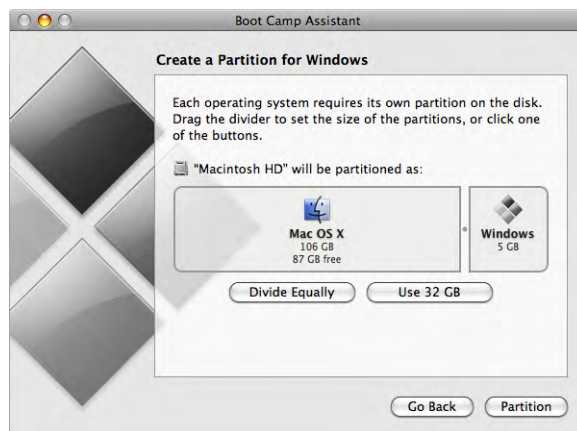 Boot Camp Assistant
Create a Partition for Windows
Each operating system requires its own partition on the disk.
Drag the divider to set the size of the partitions, or click one
of the buttons.
"Macintosh HD" will be partitioned as:
Mac OS X
106 GB
87 GB free
Windows
5 GB
Divide Equally
Use 32 GB
Go Back
Partition